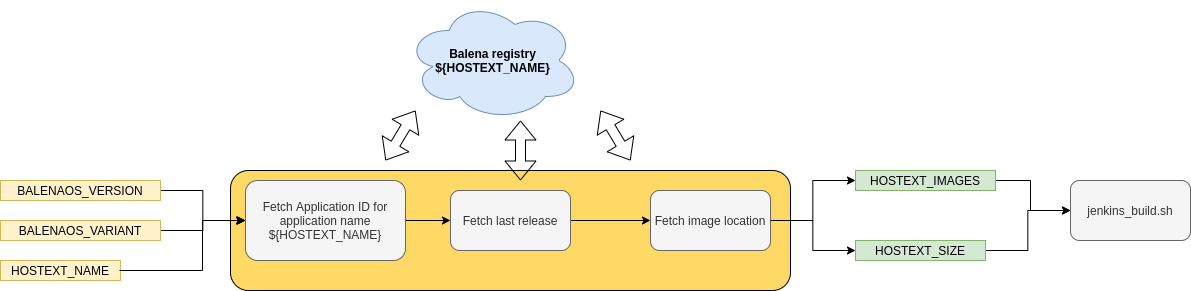 Balena registry
${HOSTEXT_NAME}
BALENAOS_VERSION
BALENAOS_VARIANT
HOSTEXT_NAME
Fetch Application ID for
application name
${HOSTEXT_NAME}
Fetch last release
Fetch image location
HOSTEXT_IMAGES
HOSTEXT_SIZE
jenkins_build.sh